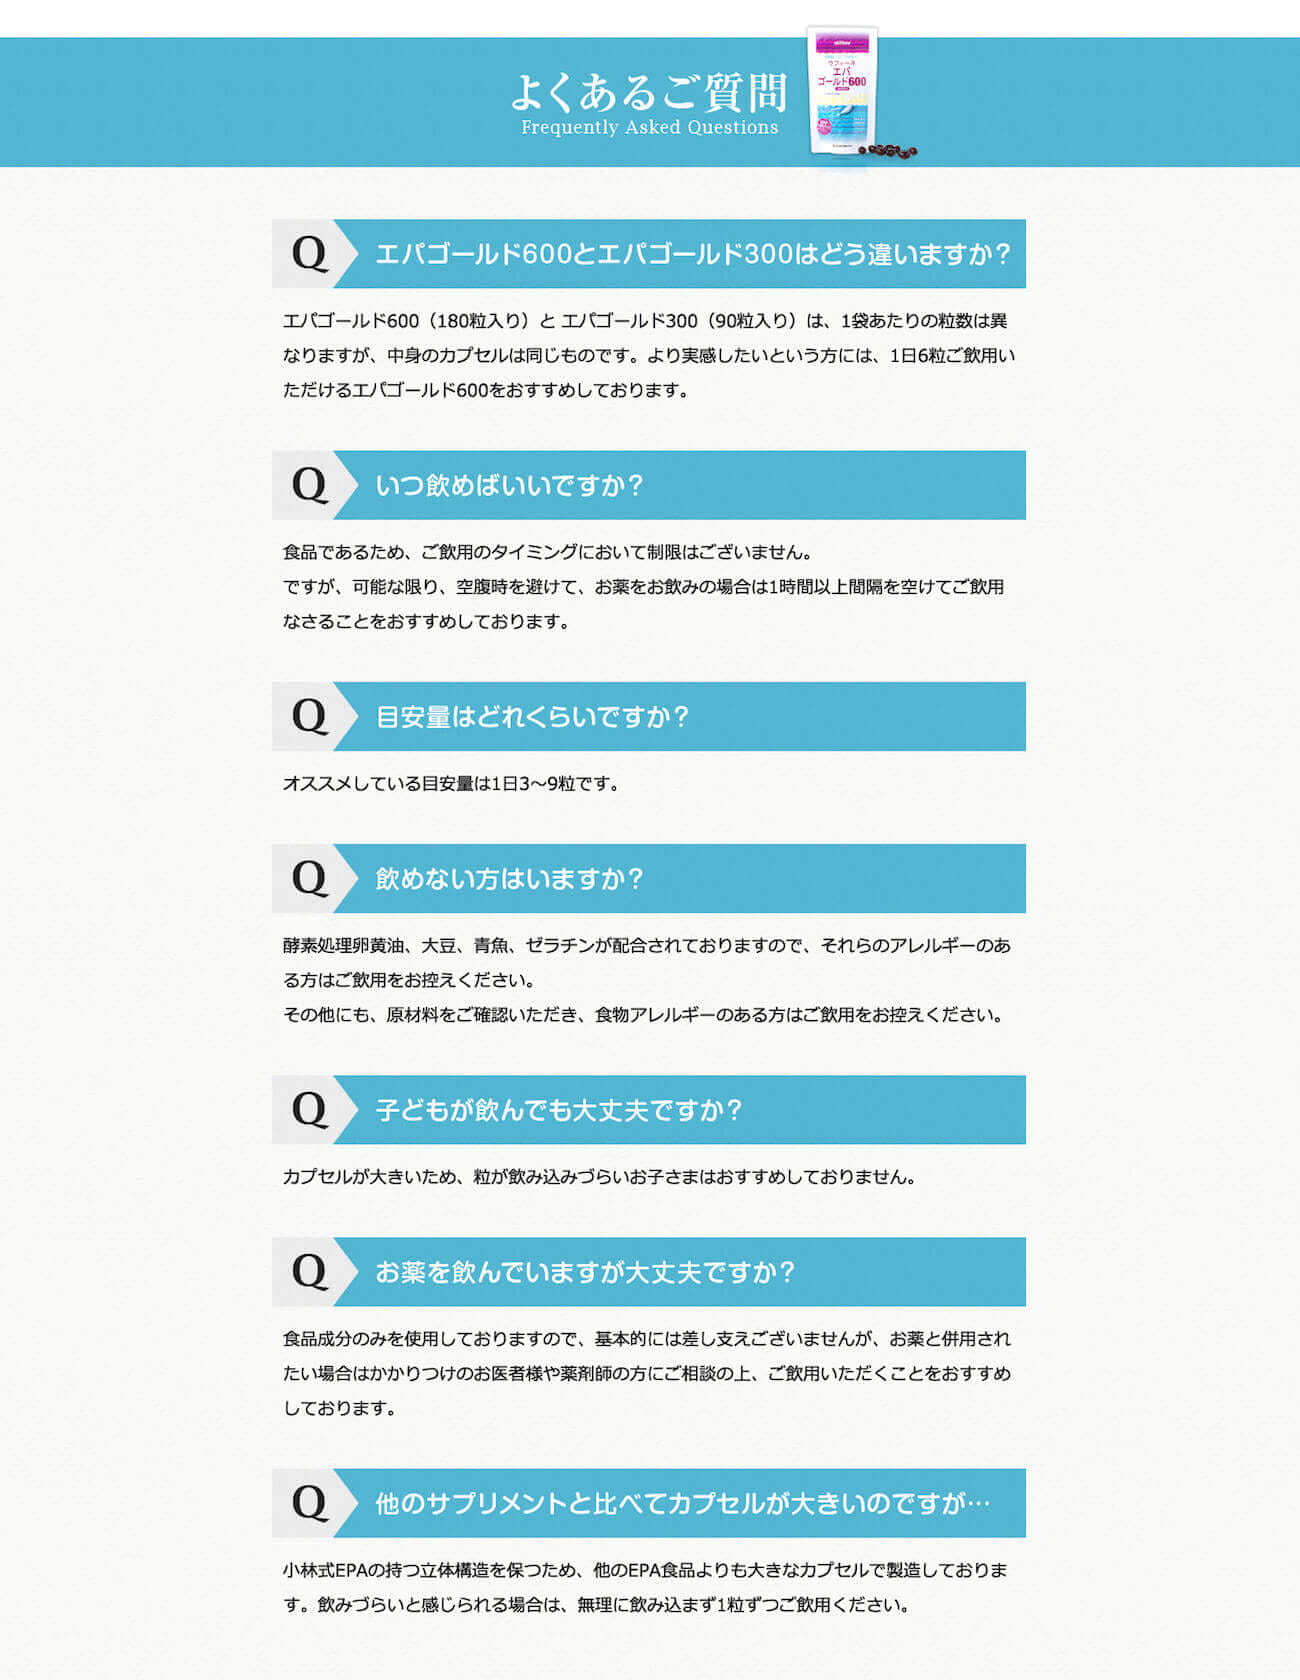 よくあるご質問
Frequently Asked Questions
エパ
ゴールド600
Q
エパゴールド600とエパゴールド300はどう違いますか？
エパゴールド600（180粒入り）と エパゴールド300（90粒入り）は、1袋あたりの粒数は異
なりますが、中身のカプセルは同じものです。より実感したいという方には、1日6粒ご飲用い
ただけるエパゴールド600をおすすめしております。
Q
いつ飲めばいいですか？
食品であるため、ご飲用のタイミングにおいて制限はございません。
ですが、可能な限り、空腹時を避けて、お薬をお飲みの場合は1時間以上間隔を空けてご飲用
なさることをおすすめしております。
Q
目安量はどれくらいですか？
オススメしている目安量は1日3～9粒です。
Q
飲めない方はいますか？
酵素処理卵黄油、大豆、青魚、ゼラチンが配合されておりますので、それらのアレルギーのあ
る方はご飲用をお控えください。
その他にも、原材料をご確認いただき、食物アレルギーのある方はご飲用をお控えください。
Q
子どもが飲んでも大丈夫ですか？
カプセルが大きいため、粒が飲み込みづらいお子さまはおすすめしておりません。
Q
お薬を飲んでいますが大丈夫ですか？
食品成分のみを使用しておりますので、基本的には差し支えございませんが、お薬と併用され
たい場合はかかりつけのお医者様や薬剤師の方にご相談の上、ご飲用いただくことをおすすめ
しております。
Q
他のサプリメントと比べてカプセルが大きいのですが…
小林式EPAの持つ立体構造を保つため、他のEPA食品よりも大きなカプセルで製造しておりま
す。飲みづらいと感じられる場合は、無理に飲み込まず1粒ずつご飲用ください。